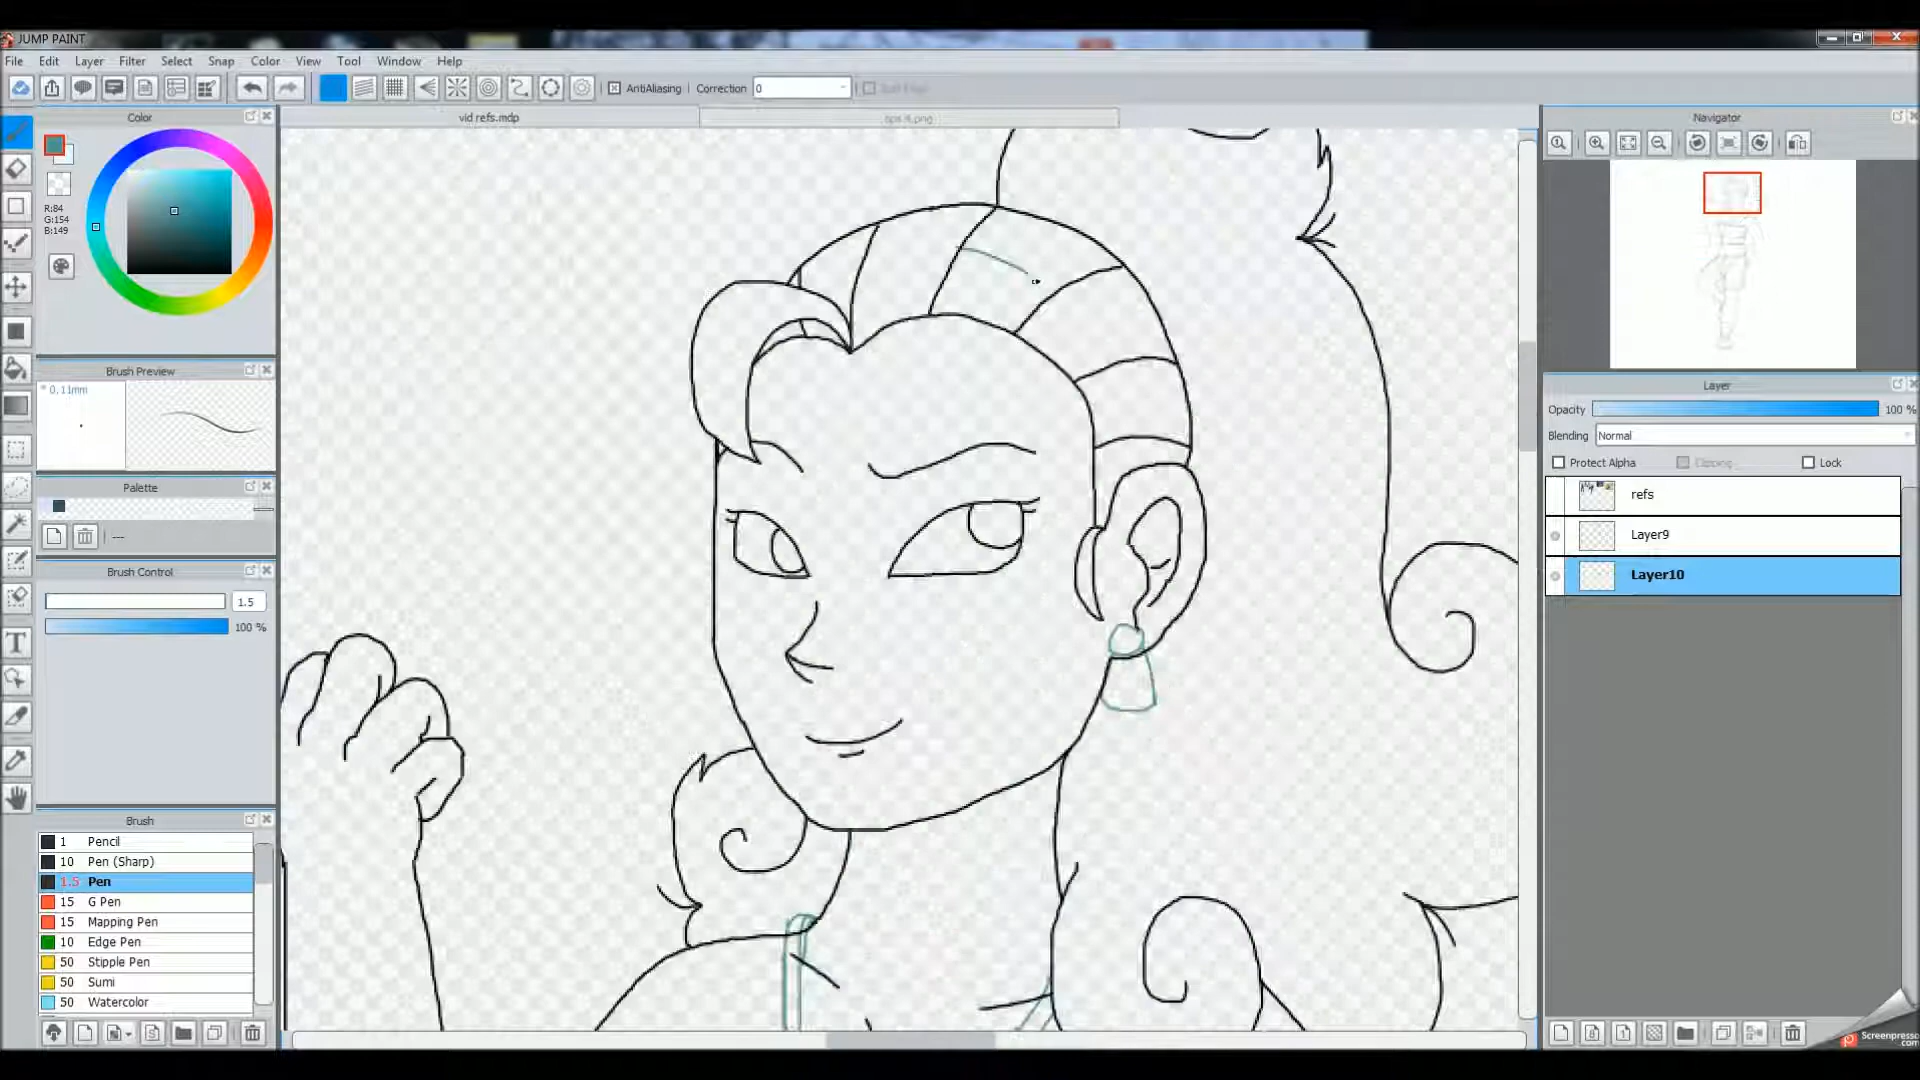 JUMP PAINT
File Edit Layer Filter Select Snap Color View Tool Window Help
AntiAliasing Correction 0
Color
vid refs.mdp
Navigator
R:84
G:154
B:149
Brush Preview
* 0,11mm
Layer
Opacity 100 %
Blending Normal
Protect Alpha Clipping Lock
Palette
refs
---
Layer9
Brush Control
Layer10
1.5
100 %
T
Brush
1 Pencil
10 Pen (Sharp)
1.5 Pen
15 G Pen
15 Mapping Pen
10 Edge Pen
50 Stipple Pen
50 Sumi
50 Watercolor
Screenpresso
.com